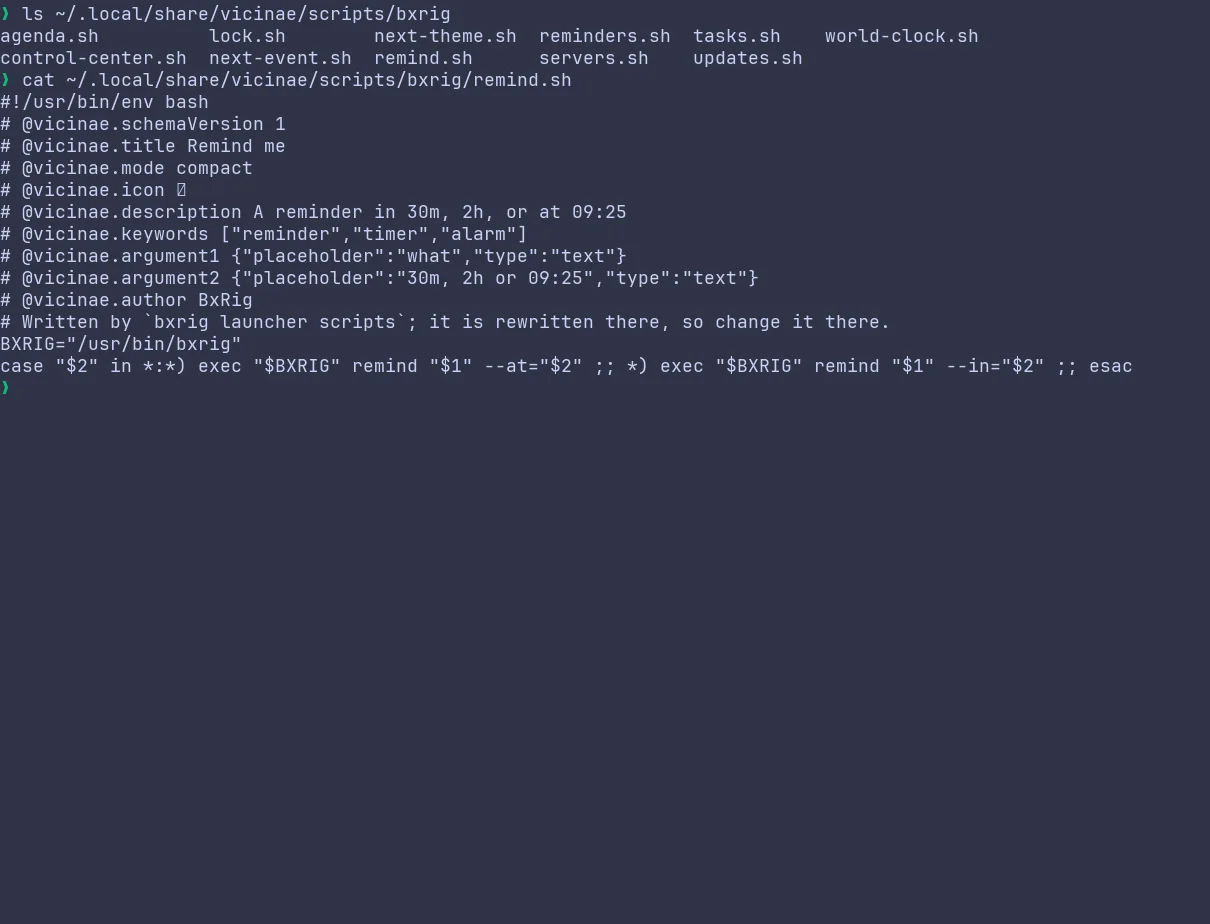 ❯ ls ~/.local/share/vicinae/scripts/bxrig
agenda.sh          lock.sh        next-theme.sh  reminders.sh  tasks.sh    world-clock.sh
control-center.sh  next-event.sh  remind.sh      servers.sh    updates.sh
❯ cat ~/.local/share/vicinae/scripts/bxrig/remind.sh
#!/usr/bin/env bash
# @vicinae.schemaVersion 1
# @vicinae.title Remind me
# @vicinae.mode compact
# @vicinae.icon
# @vicinae.description A reminder in 30m, 2h, or at 09:25
# @vicinae.keywords ["reminder","timer","alarm"]
# @vicinae.argument1 {"placeholder":"what","type":"text"}
# @vicinae.argument2 {"placeholder":"30m, 2h or 09:25","type":"text"}
# @vicinae.author BxRig
# Written by `bxrig launcher scripts`; it is rewritten there, so change it there.
BXRIG="/usr/bin/bxrig"
case "$2" in *:*) exec "$BXRIG" remind "$1" --at="$2" ;; *) exec "$BXRIG" remind "$1" --in="$2" ;; esac
❯